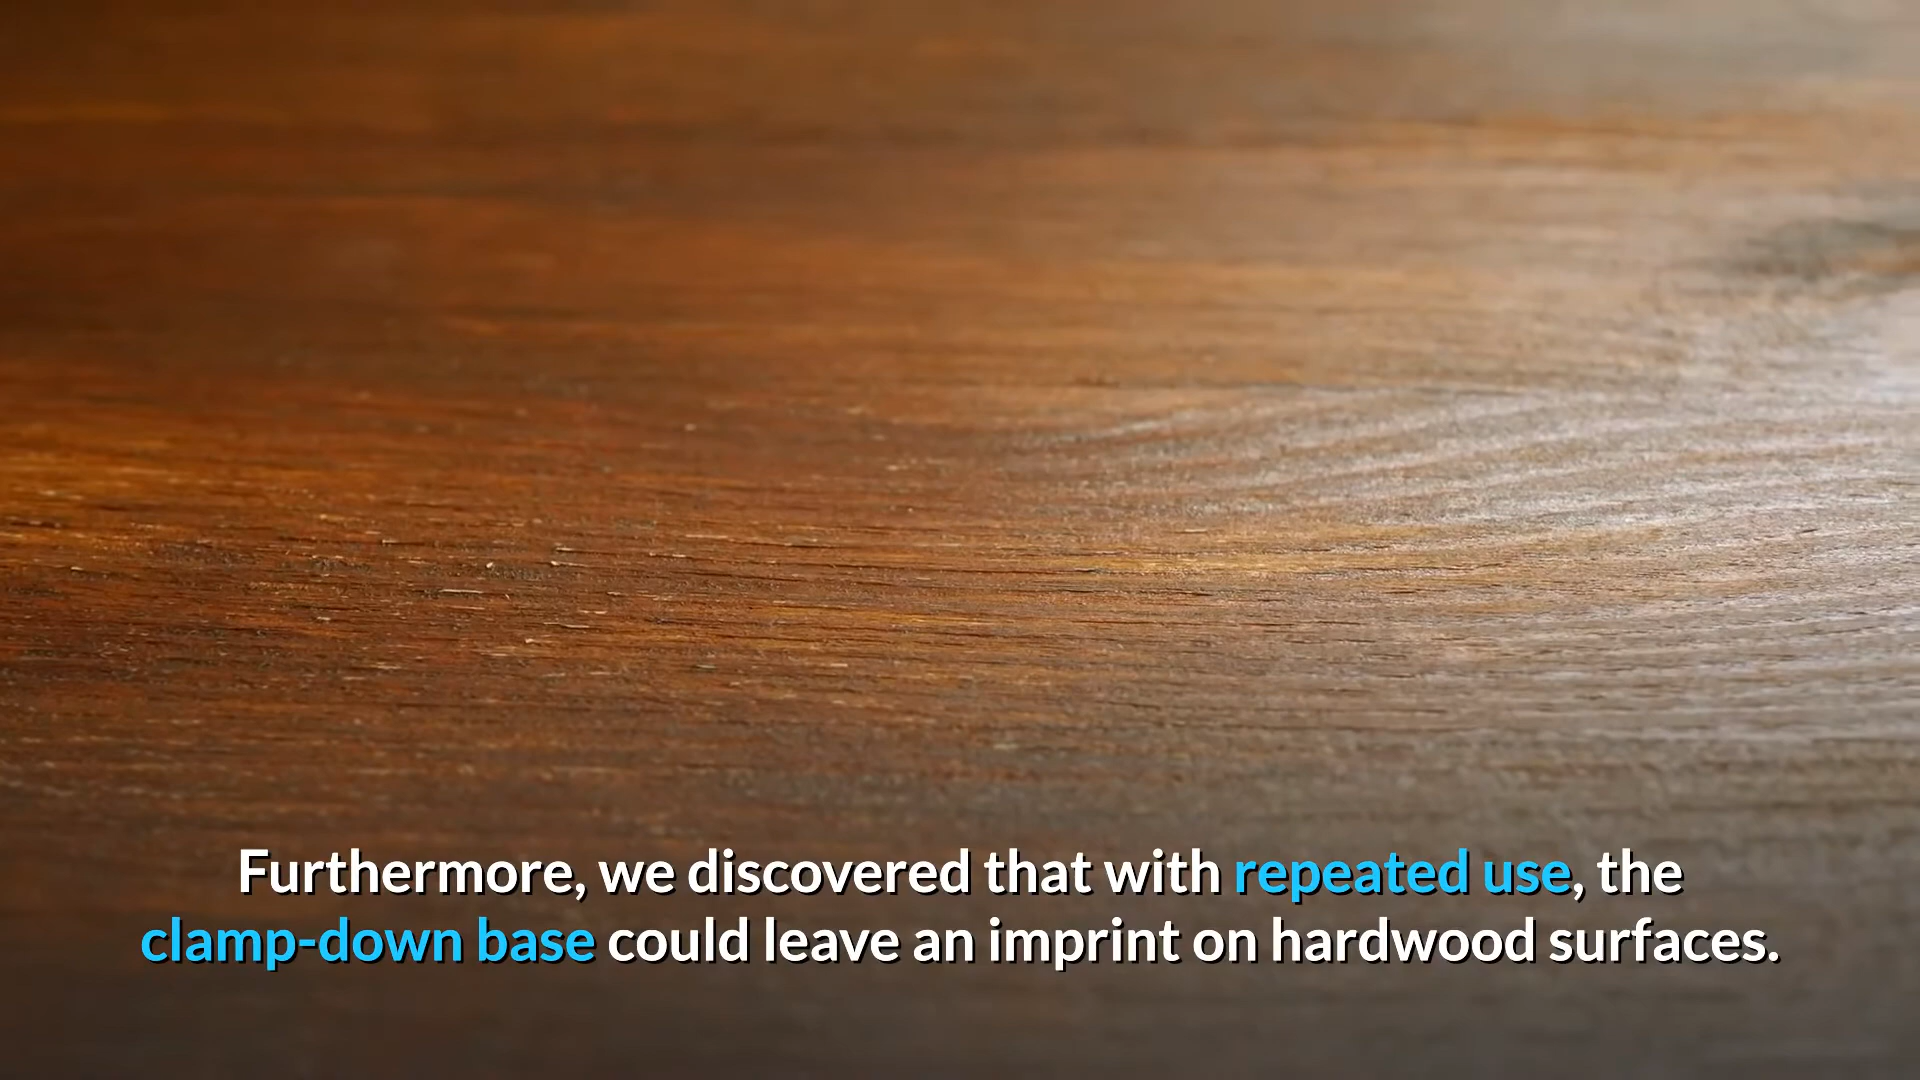 Furthermore, we discovered that with repeated use, the
clamp-down base could leave an imprint on hardwood surfaces.